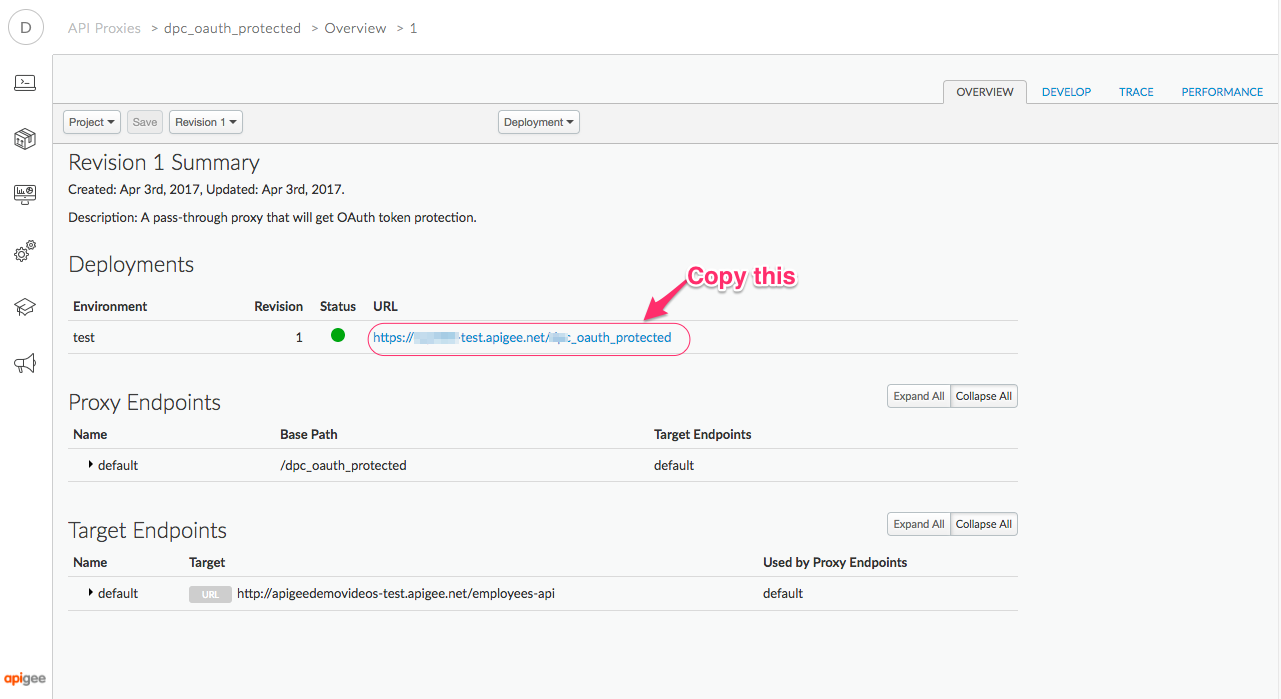 D
API Proxies > dpc_oauth_protected > Overview > 1
OVERVIEW DEVELOP TRACE PERFORMANCE
Project Save Revision 1 Deployment
Revision 1 Summary
Created: Apr 3rd, 2017, Updated: Apr 3rd, 2017.
Description: A pass-through proxy that will get OAuth token protection.
Deployments
Copy this
Environment Revision Status URL
test 1 https:// -test.apigee.net/ c_oauth_protected
Proxy Endpoints
Expand All Collapse All
Name Base Path Target Endpoints
default /dpc_oauth_protected default
Target Endpoints
Expand All Collapse All
Name Target Used by Proxy Endpoints
default URL http://apigeedemovideos-test.apigee.net/employees-api default
apigee